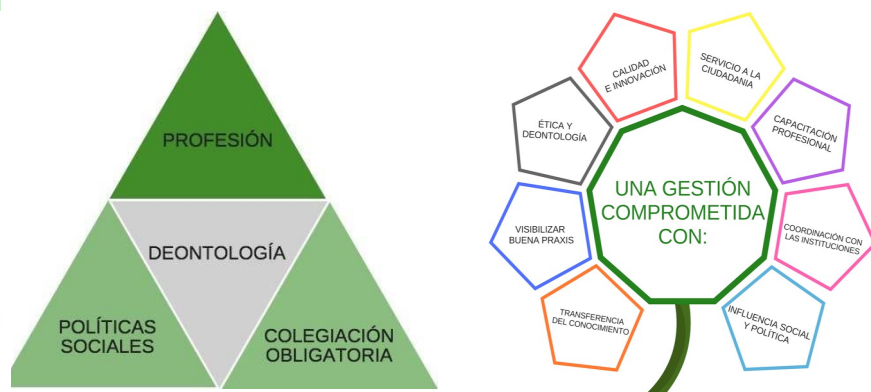 PROFESIÓN
DEONTOLOGÍA
POLÍTICAS
SOCIALES
COLEGIACIÓN
OBLIGATORIA
UNA GESTIÓN
COMPROMETIDA
CON:
TRANSFERENCIA
DEL CONOCIMIENTO
VISIBILIZAR
BUENA PRAXIS
ÉTICA Y
DEONTOLOGÍA
CALIDAD
E INNOVACIÓN
SERVICIO A LA
CIUDADANIA
CAPACITACIÓN
PROFESIONAL
COORDINACIÓN CON
LAS INSTITUCIONES
INFLUENCIA SOCIAL
Y POLÍTICA